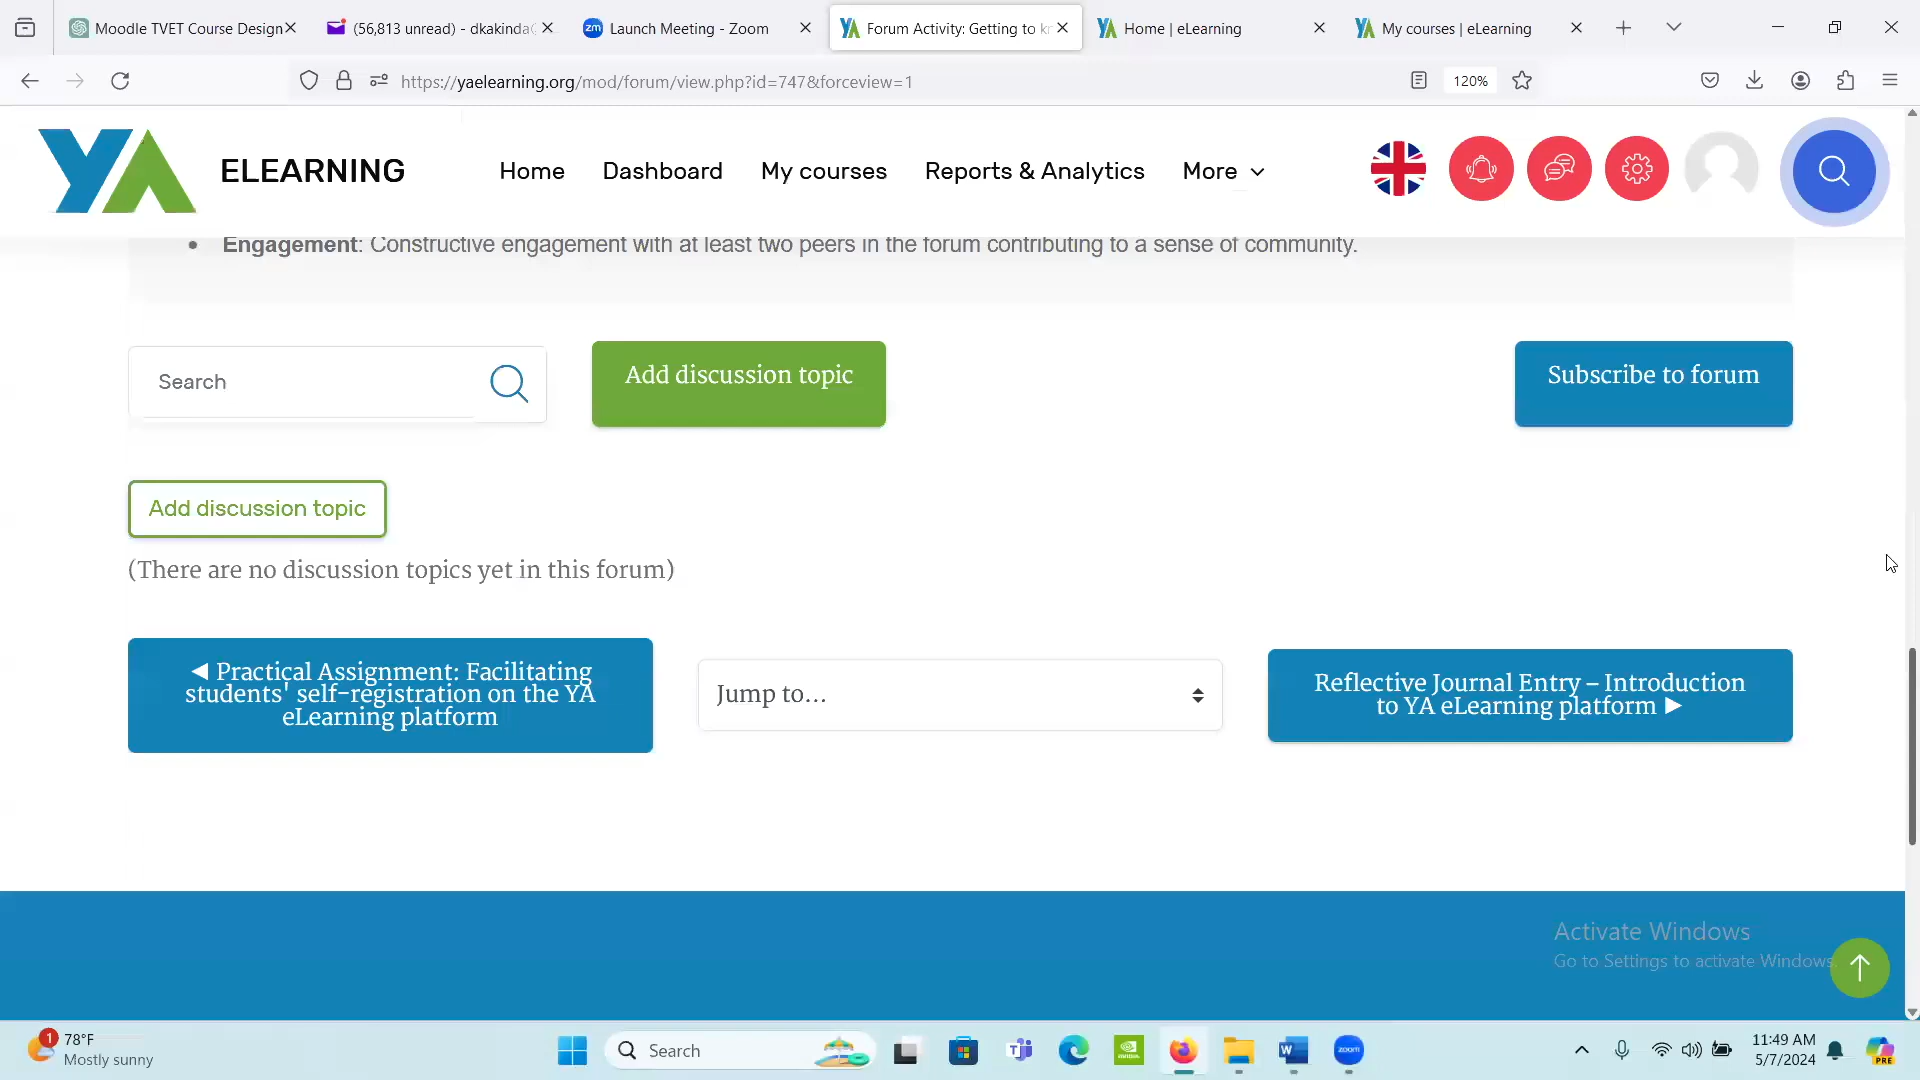 Moodle TVET Course Design
(56,813 unread) - dkakinda
Launch Meeting - Zoom
Forum Activity: Getting to kn
Home | eLearning
My courses | eLearning
https://yaelearning.org/mod/forum/view.php?id=747&forceview=1
120%
YA
ELEARNING
Home
Dashboard
My courses
Reports & Analytics
More
• Engagement: Constructive engagement with at least two peers in the forum contributing to a sense of community.
Search
Add discussion topic
Subscribe to forum
Add discussion topic
(There are no discussion topics yet in this forum)
◀ Practical Assignment: Facilitating
students' self-registration on the YA
eLearning platform
Jump to...
Reflective Journal Entry – Introduction
to YA eLearning platform ▶
Activate Windows
Go to Settings to activate Windows.
1
78°F
Mostly sunny
Search
zoom
11:49 AM
5/7/2024
PRE